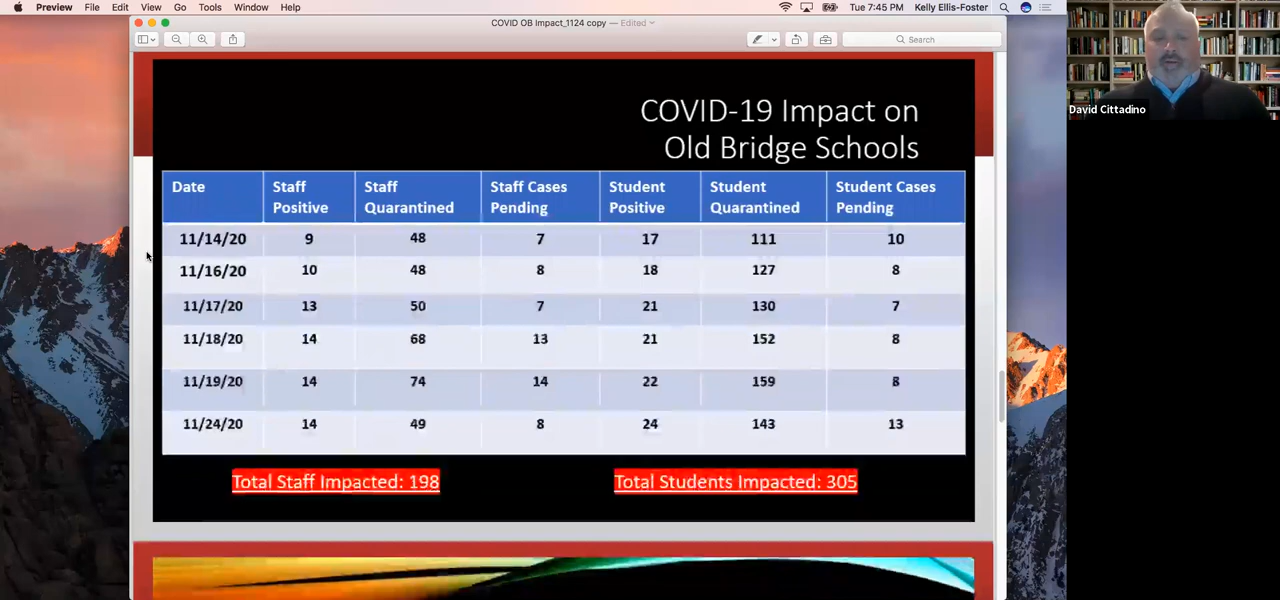 Preview File Edit View Go Tools Window Help Tue 7:45 PM Kelly Ellis-Foster
COVID OB Impact_1124 copy — Edited
Search
David Cittadino
COVID-19 Impact on
Old Bridge Schools
Date Staff Positive Staff Quarantined Staff Cases Pending Student Positive Student Quarantined Student Cases Pending
11/14/20 9 48 7 17 111 10
11/16/20 10 48 8 18 127 8
11/17/20 13 50 7 21 130 7
11/18/20 14 68 13 21 152 8
11/19/20 14 74 14 22 159 8
11/24/20 14 49 8 24 143 13
Total Staff Impacted: 198 Total Students Impacted: 305